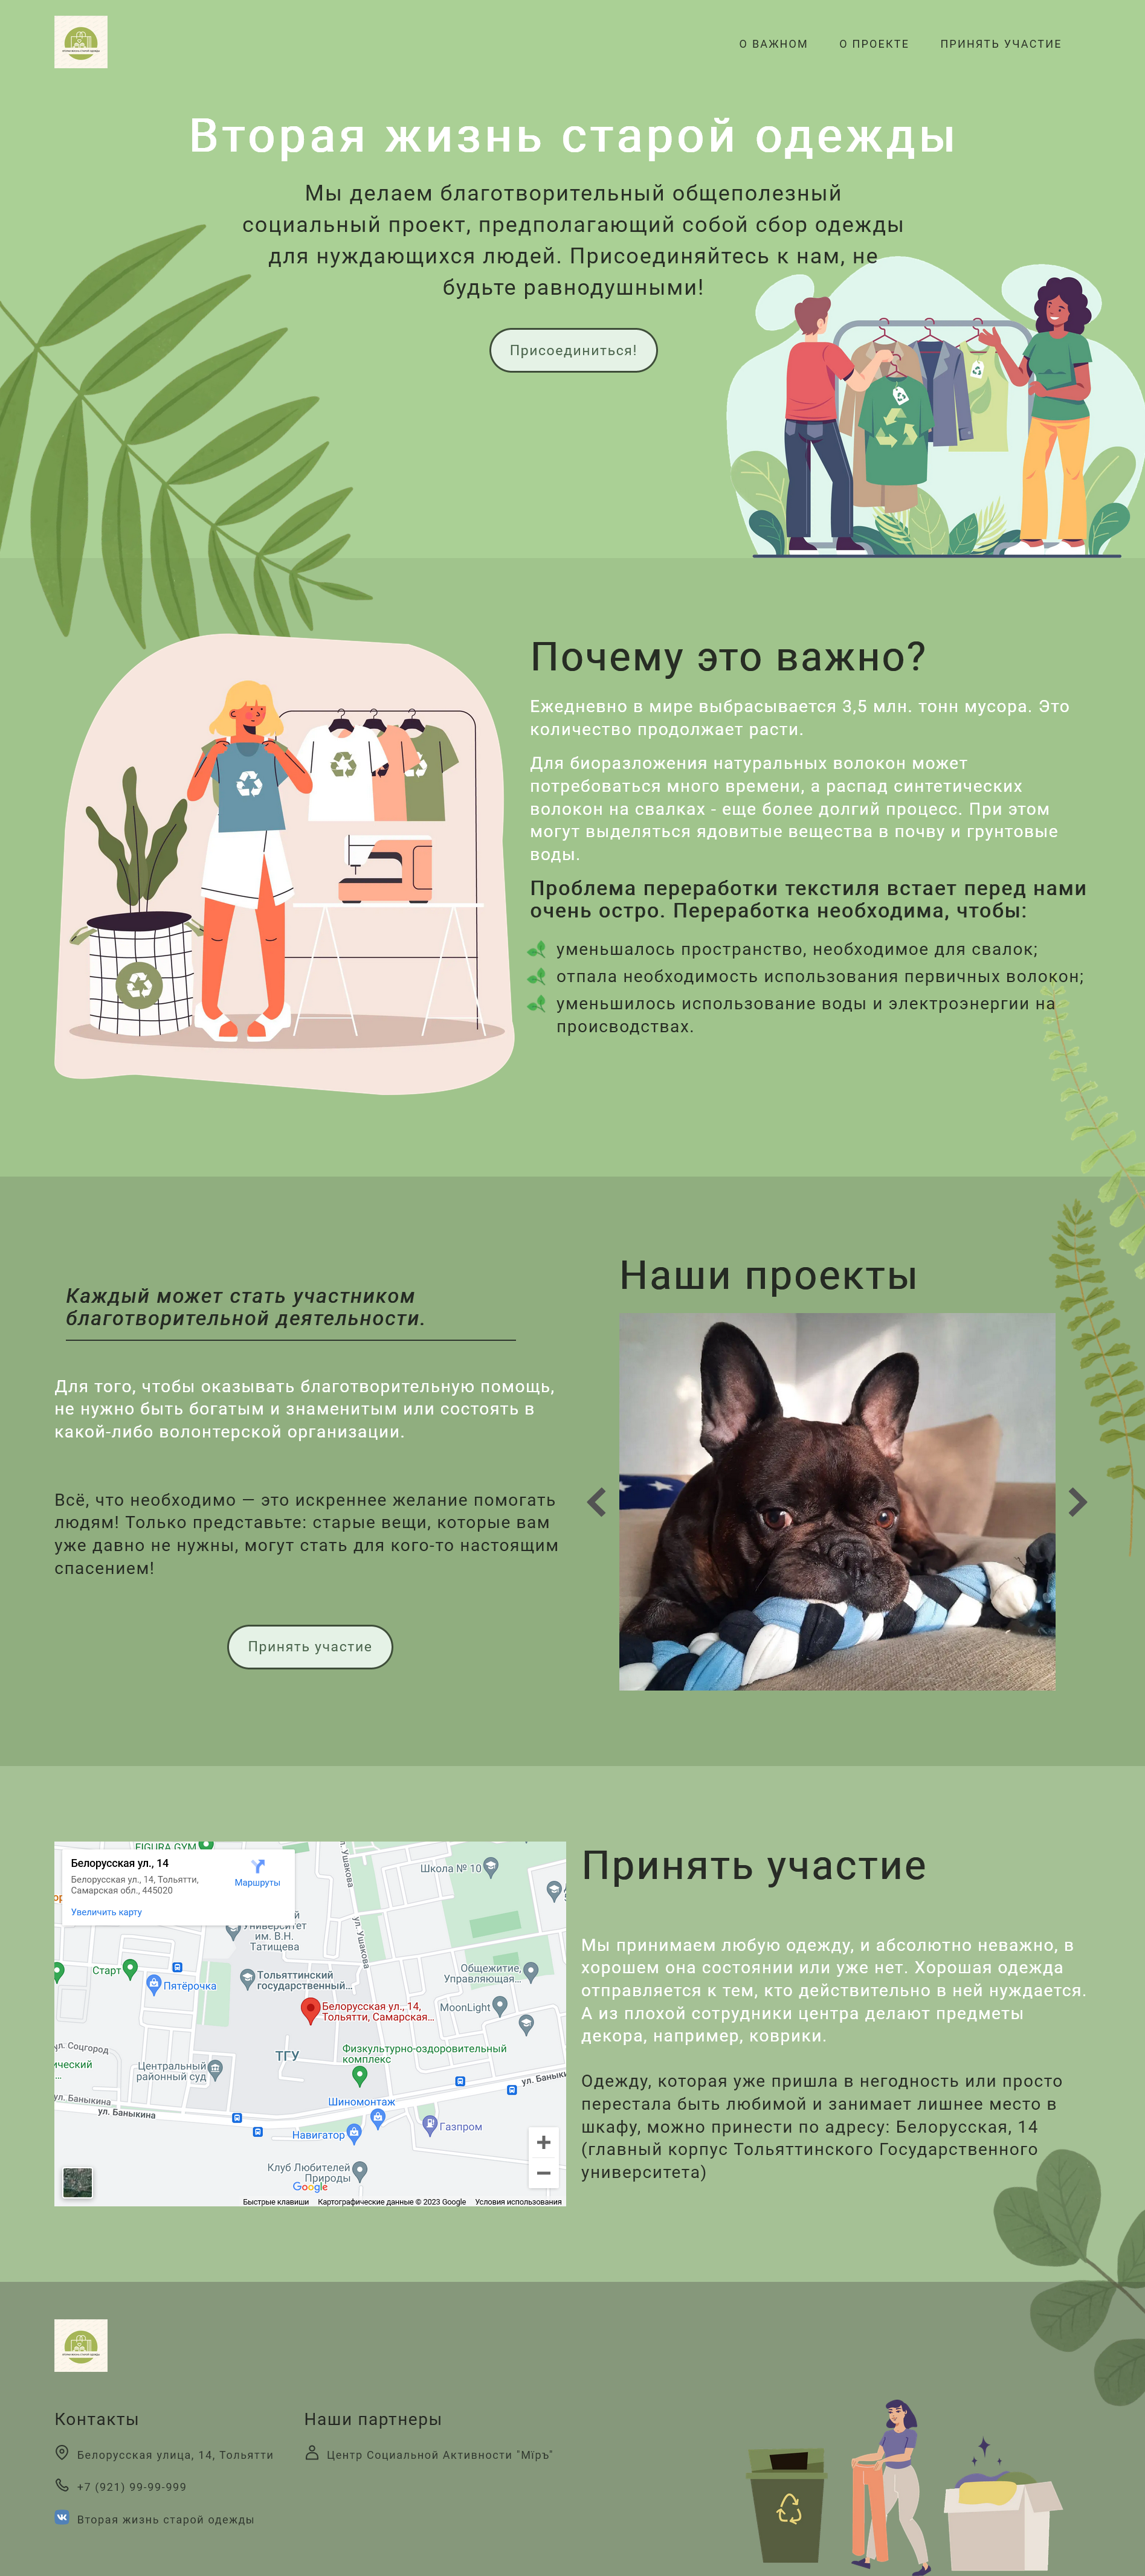 О ВАЖНОМ О ПРОЕКТЕ ПРИНЯТЬ УЧАСТИЕ
Вторая жизнь старой одежды
Мы делаем благотворительный общеполезный
социальный проект, предполагающий собой сбор одежды
для нуждающихся людей. Присоединяйтесь к нам, не
будьте равнодушными!
Присоединиться!
Почему это важно?
Ежедневно в мире выбрасывается 3,5 млн. тонн мусора. Это
количество продолжает расти.
Для биоразложения натуральных волокон может
потребоваться много времени, а распад синтетических
волокон на свалках - еще более долгий процесс. При этом
могут выделяться ядовитые вещества в почву и грунтовые
воды.
Проблема переработки текстиля встает перед нами
очень остро. Переработка необходима, чтобы:
уменьшалось пространство, необходимое для свалок;
отпала необходимость использования первичных волокон;
уменьшилось использование воды и электроэнергии на
происводствах.
Каждый может стать участником
благотворительной деятельности.
Для того, чтобы оказывать благотворительную помощь,
не нужно быть богатым и знаменитым или состоять в
какой-либо волонтерской организации.
Всё, что необходимо — это искреннее желание помогать
людям! Только представьте: старые вещи, которые вам
уже давно не нужны, могут стать для кого-то настоящим
спасением!
Принять участие
Наши проекты
FIGURA GYM
Белорусская ул., 14
Белорусская ул., 14, Тольятти,
Самарская обл., 445020
Маршруты
Увеличить карту
ул. Ушакова
ул. Ушакова
Школа № 10
Университет
им. В.Н.
Татищева
Старт
Пятёрочка
Тольяттинский
государственный...
Общежитие,
Управляющая...
Белорусская ул., 14,
Тольятти, Самарская...
MoonLight
ул. Соцгород
ТГУ
Физкультурно-оздоровительный
комплекс
Центральный
районный суд
ический
...
ул. Баныкина
ул. Баныкина
ул. Баныки
Шиномонтаж
Навигатор
Газпром
Клуб Любителей
Природы
Google
Быстрые клавиши Картографические данные © 2023 Google Условия использования
Принять участие
Мы принимаем любую одежду, и абсолютно неважно, в
хорошем она состоянии или уже нет. Хорошая одежда
отправляется к тем, кто действительно в ней нуждается.
А из плохой сотрудники центра делают предметы
декора, например, коврики.
Одежду, которая уже пришла в негодность или просто
перестала быть любимой и занимает лишнее место в
шкафу, можно принести по адресу: Белорусская, 14
(главный корпус Тольяттинского Государственного
университета)
Контакты
Белорусская улица, 14, Тольятти
+7 (921) 99-99-999
Вторая жизнь старой одежды
Наши партнеры
Центр Социальной Активности "Мiръ"